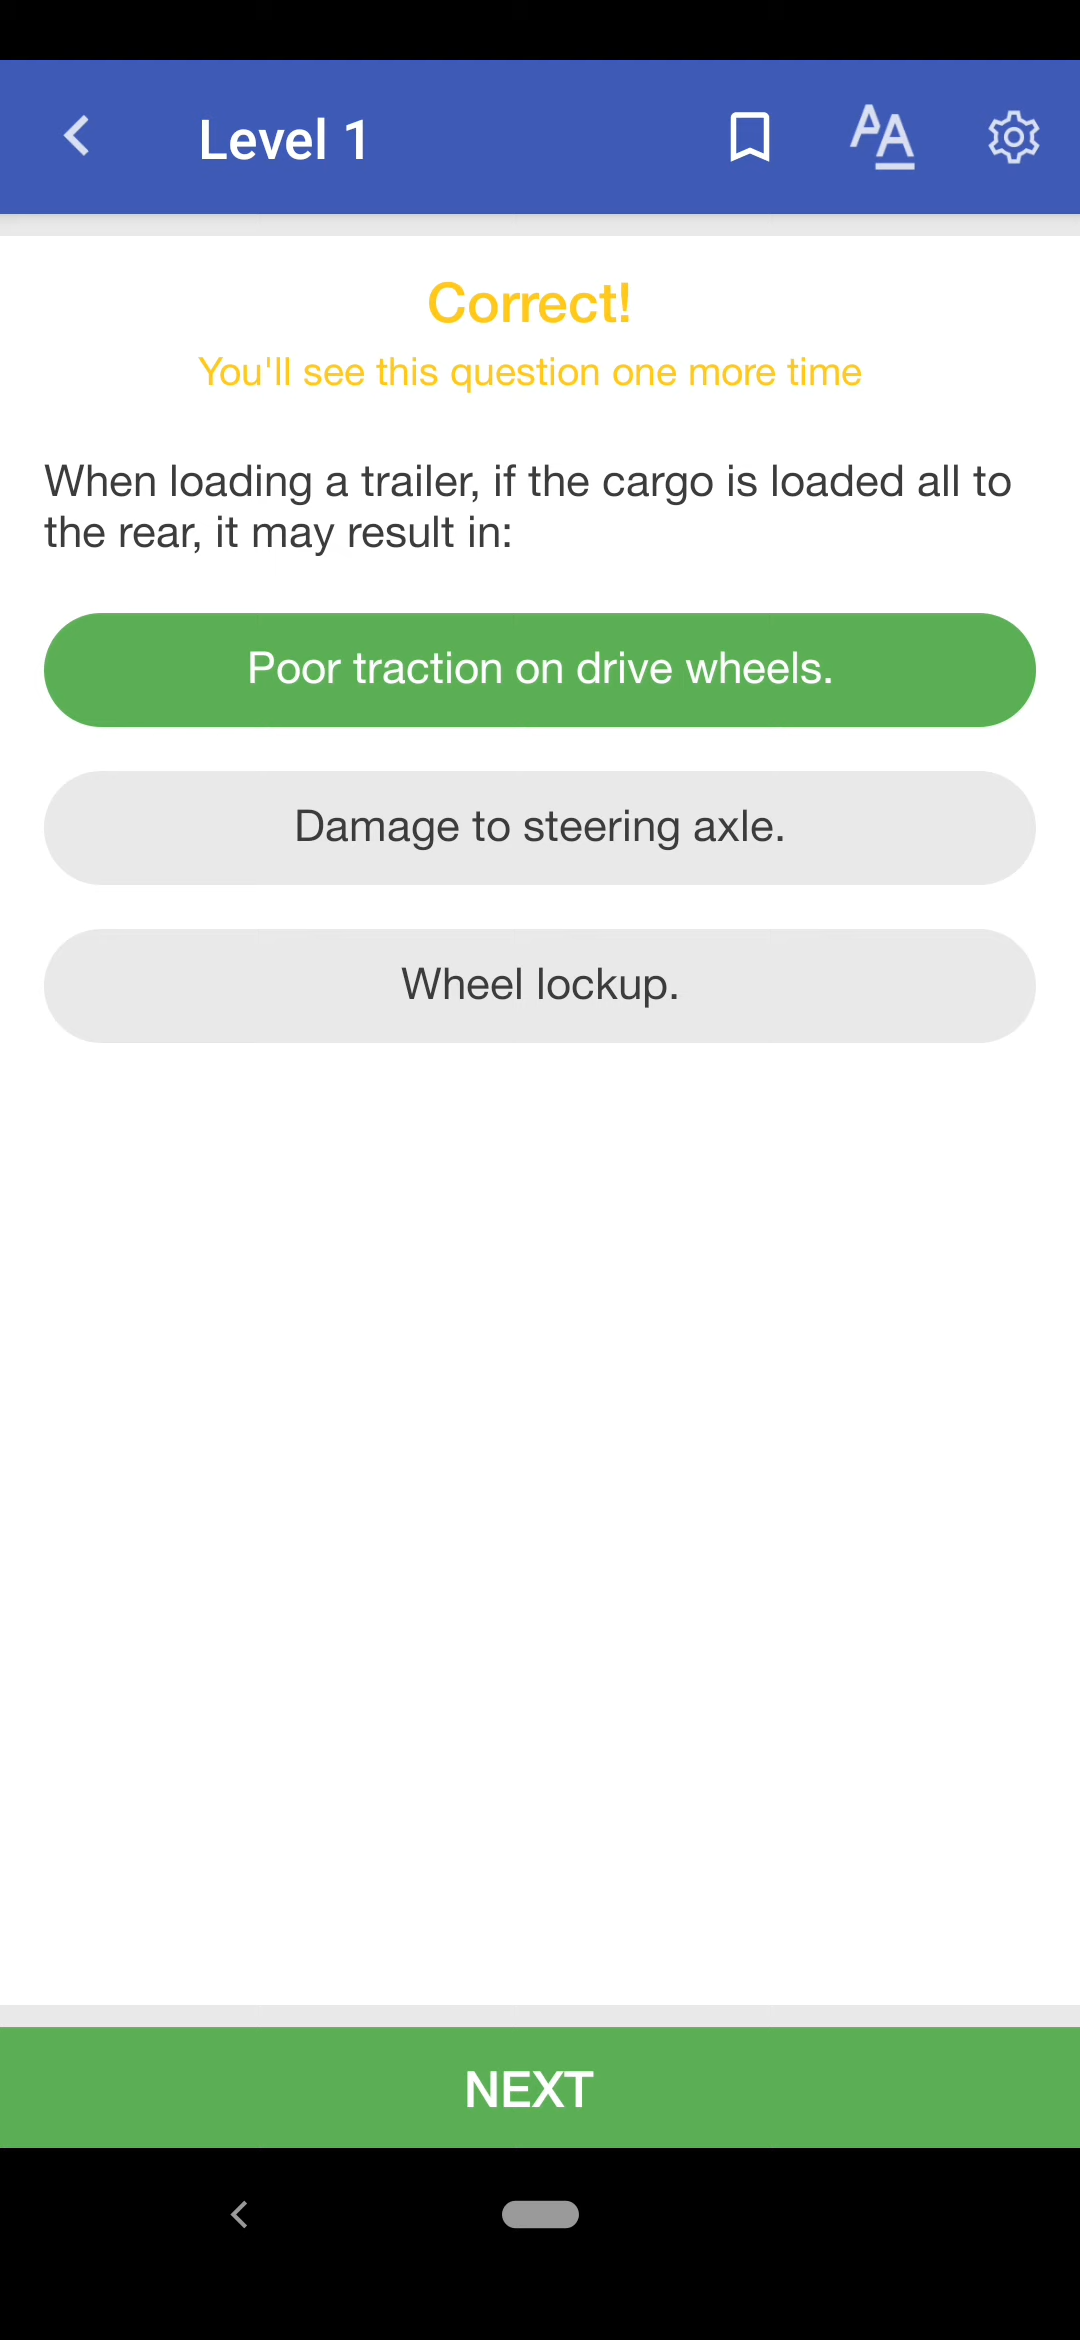 Level 1
Correct!
You'll see this question one more time
When loading a trailer, if the cargo is loaded all to
the rear, it may result in:
Poor traction on drive wheels.
Damage to steering axle.
Wheel lockup.
NEXT